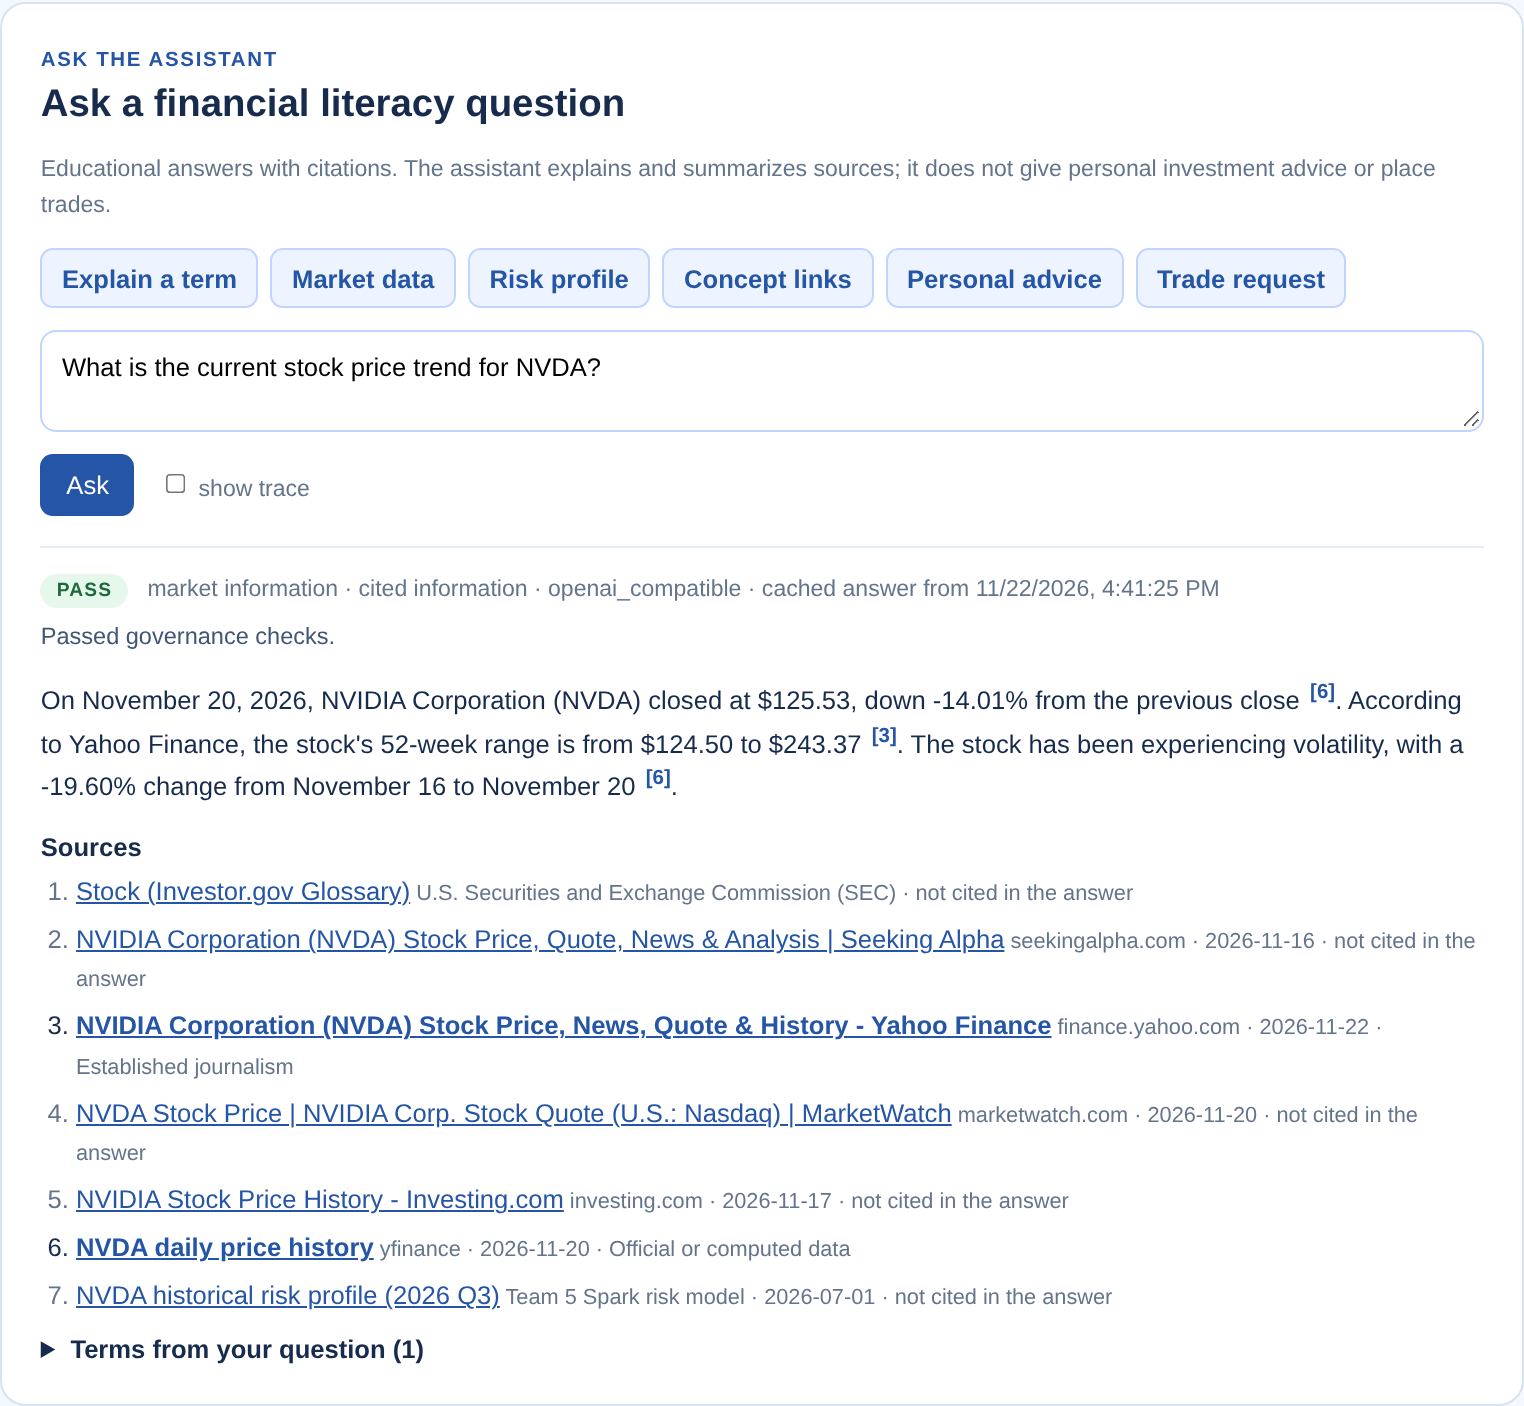 ASK THE ASSISTANT
Ask a financial literacy question
Educational answers with citations. The assistant explains and summarizes sources; it does not give personal investment advice or place
trades.
Explain a term Market data Risk profile Concept links Personal advice Trade request
What is the current stock price trend for NVDA?
Ask show trace
PASS market information · cited information · openai_compatible · cached answer from 11/22/2026, 4:41:25 PM
Passed governance checks.
On November 20, 2026, NVIDIA Corporation (NVDA) closed at $125.53, down -14.01% from the previous close [6]. According
to Yahoo Finance, the stock's 52-week range is from $124.50 to $243.37 [3]. The stock has been experiencing volatility, with a
-19.60% change from November 16 to November 20 [6].
Sources
1. Stock (Investor.gov Glossary) U.S. Securities and Exchange Commission (SEC) · not cited in the answer
2. NVIDIA Corporation (NVDA) Stock Price, Quote, News & Analysis | Seeking Alpha seekingalpha.com · 2026-11-16 · not cited in the
answer
3. NVIDIA Corporation (NVDA) Stock Price, News, Quote & History - Yahoo Finance finance.yahoo.com · 2026-11-22 ·
Established journalism
4. NVDA Stock Price | NVIDIA Corp. Stock Quote (U.S.: Nasdaq) | MarketWatch marketwatch.com · 2026-11-20 · not cited in the
answer
5. NVIDIA Stock Price History - Investing.com investing.com · 2026-11-17 · not cited in the answer
6. NVDA daily price history yfinance · 2026-11-20 · Official or computed data
7. NVDA historical risk profile (2026 Q3) Team 5 Spark risk model · 2026-07-01 · not cited in the answer
Terms from your question (1)